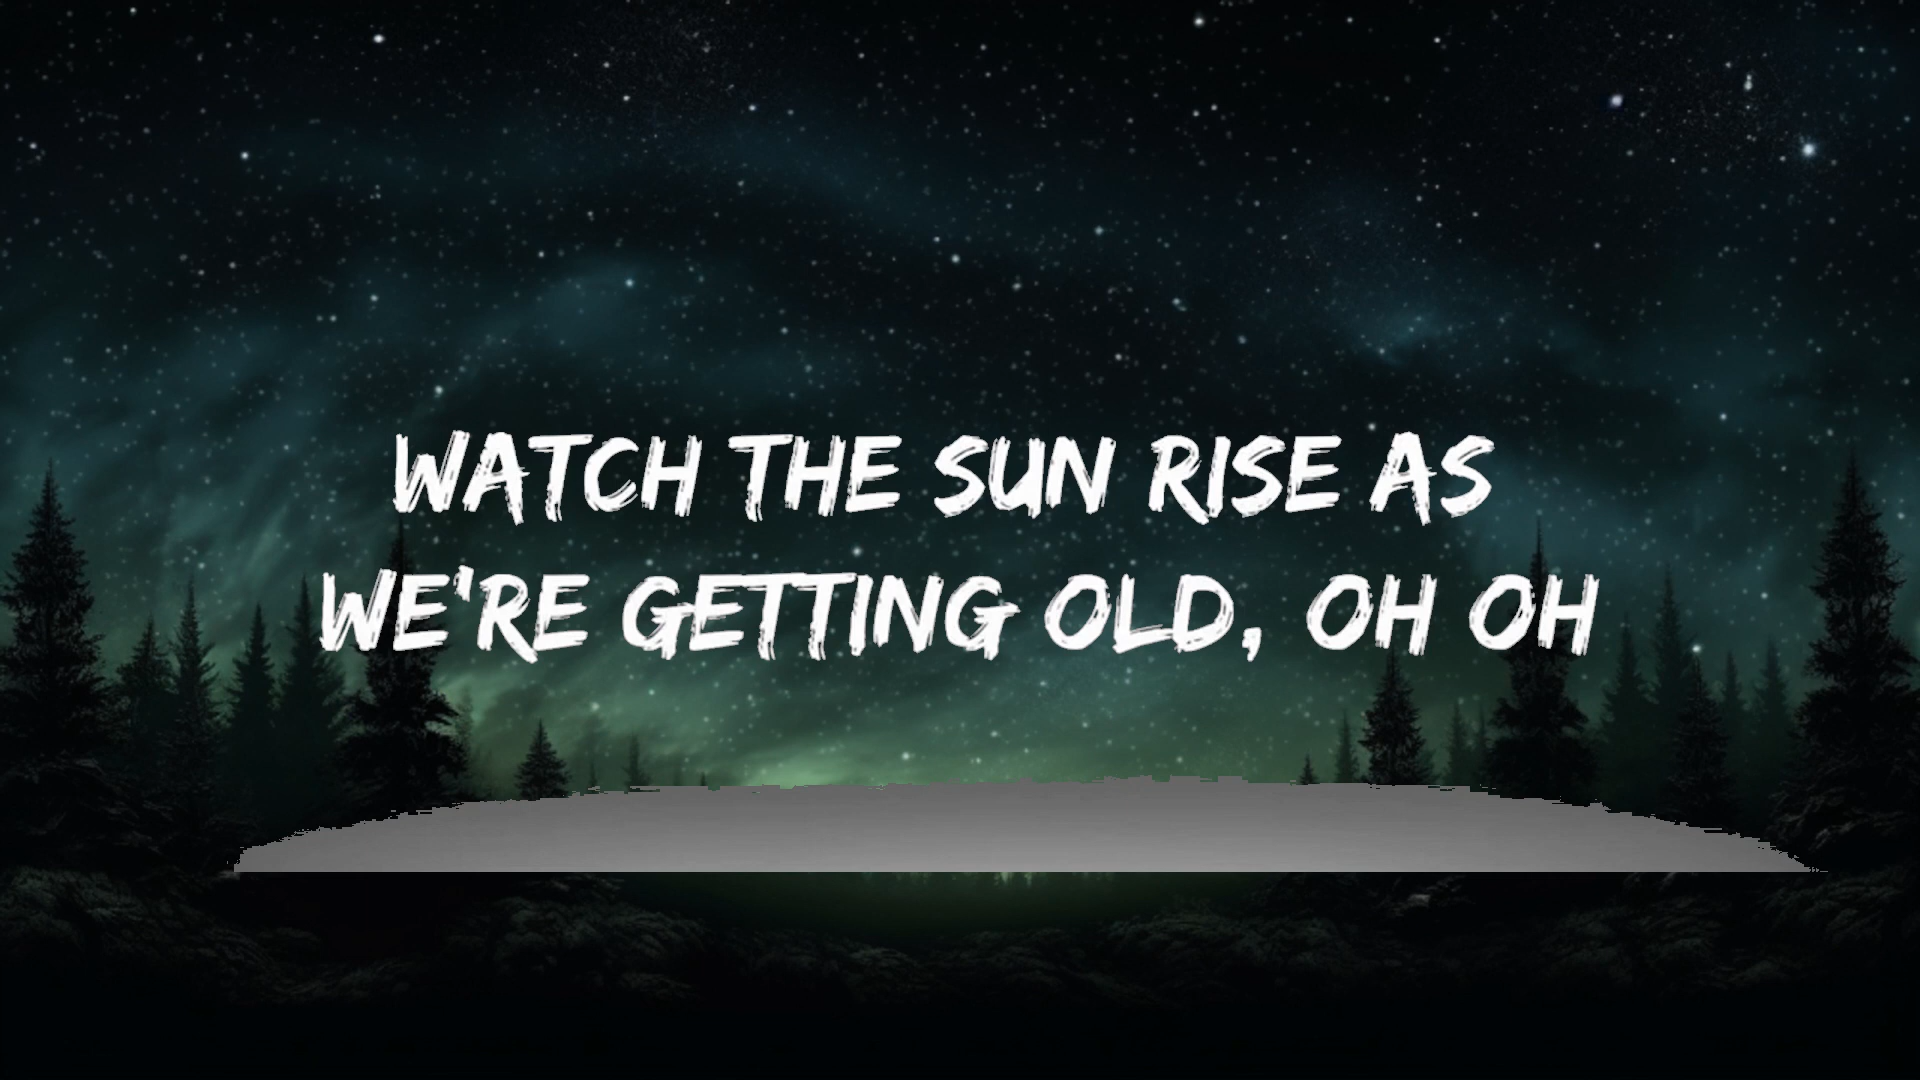 WATCH THE SUN RISE AS
WE'RE GETTING OLD, OH OH